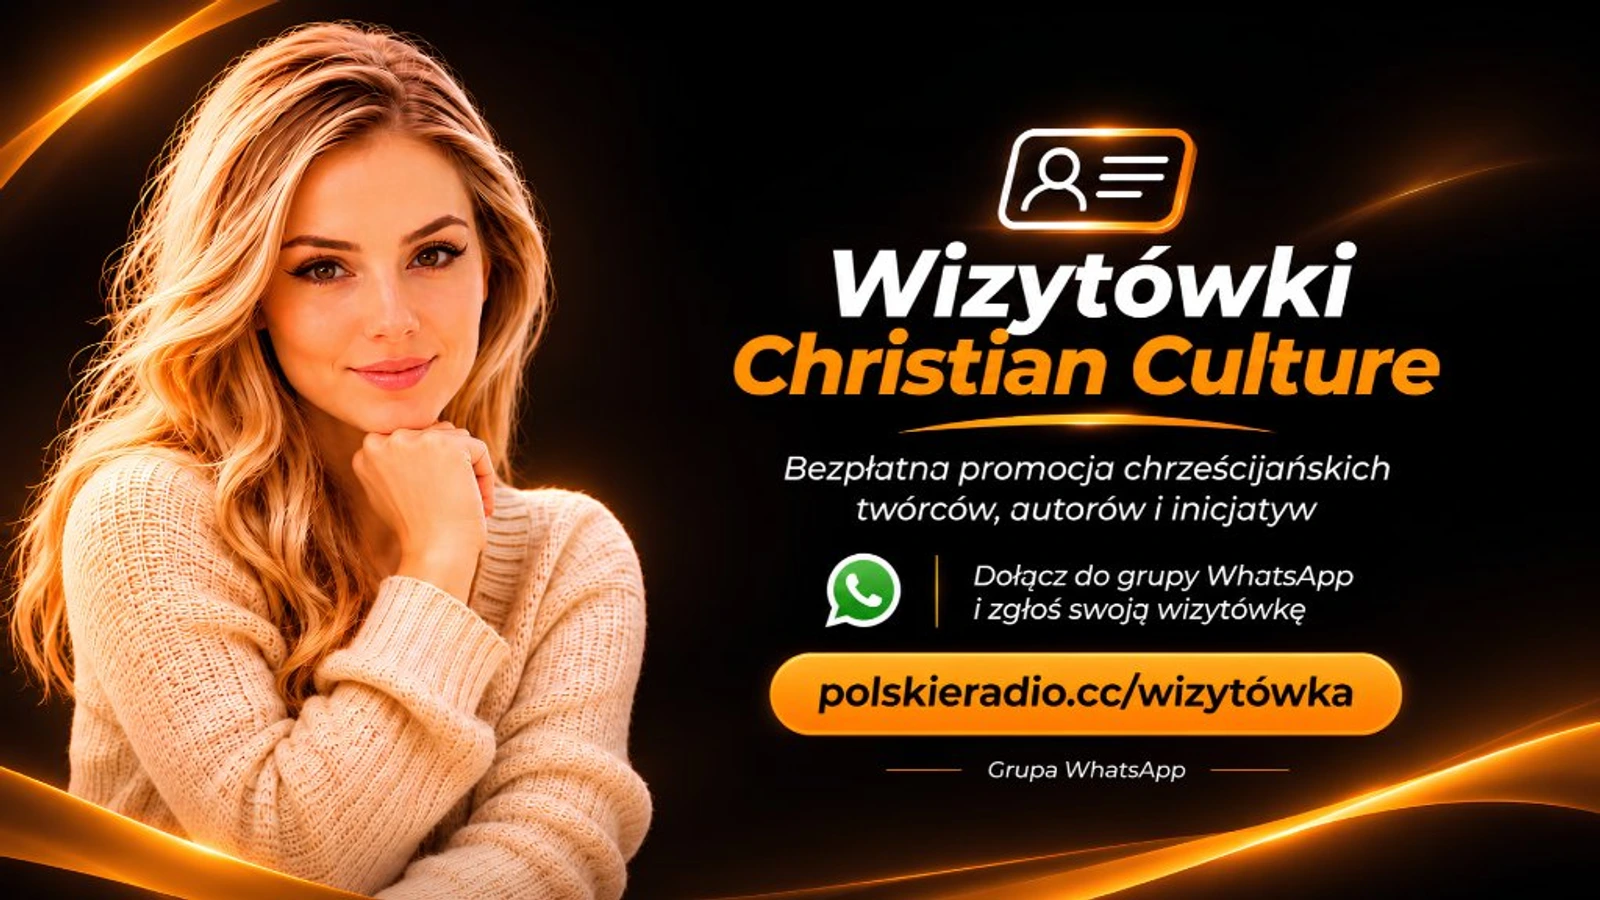 Wizytówki
Christian Culture
Bezpłatna promocja chrześcijańskich
twórców, autorów i inicjatyw
Dołącz do grupy WhatsApp
i zgłoś swoją wizytówkę
polskieradio.cc/wizytówka
Grupa WhatsApp